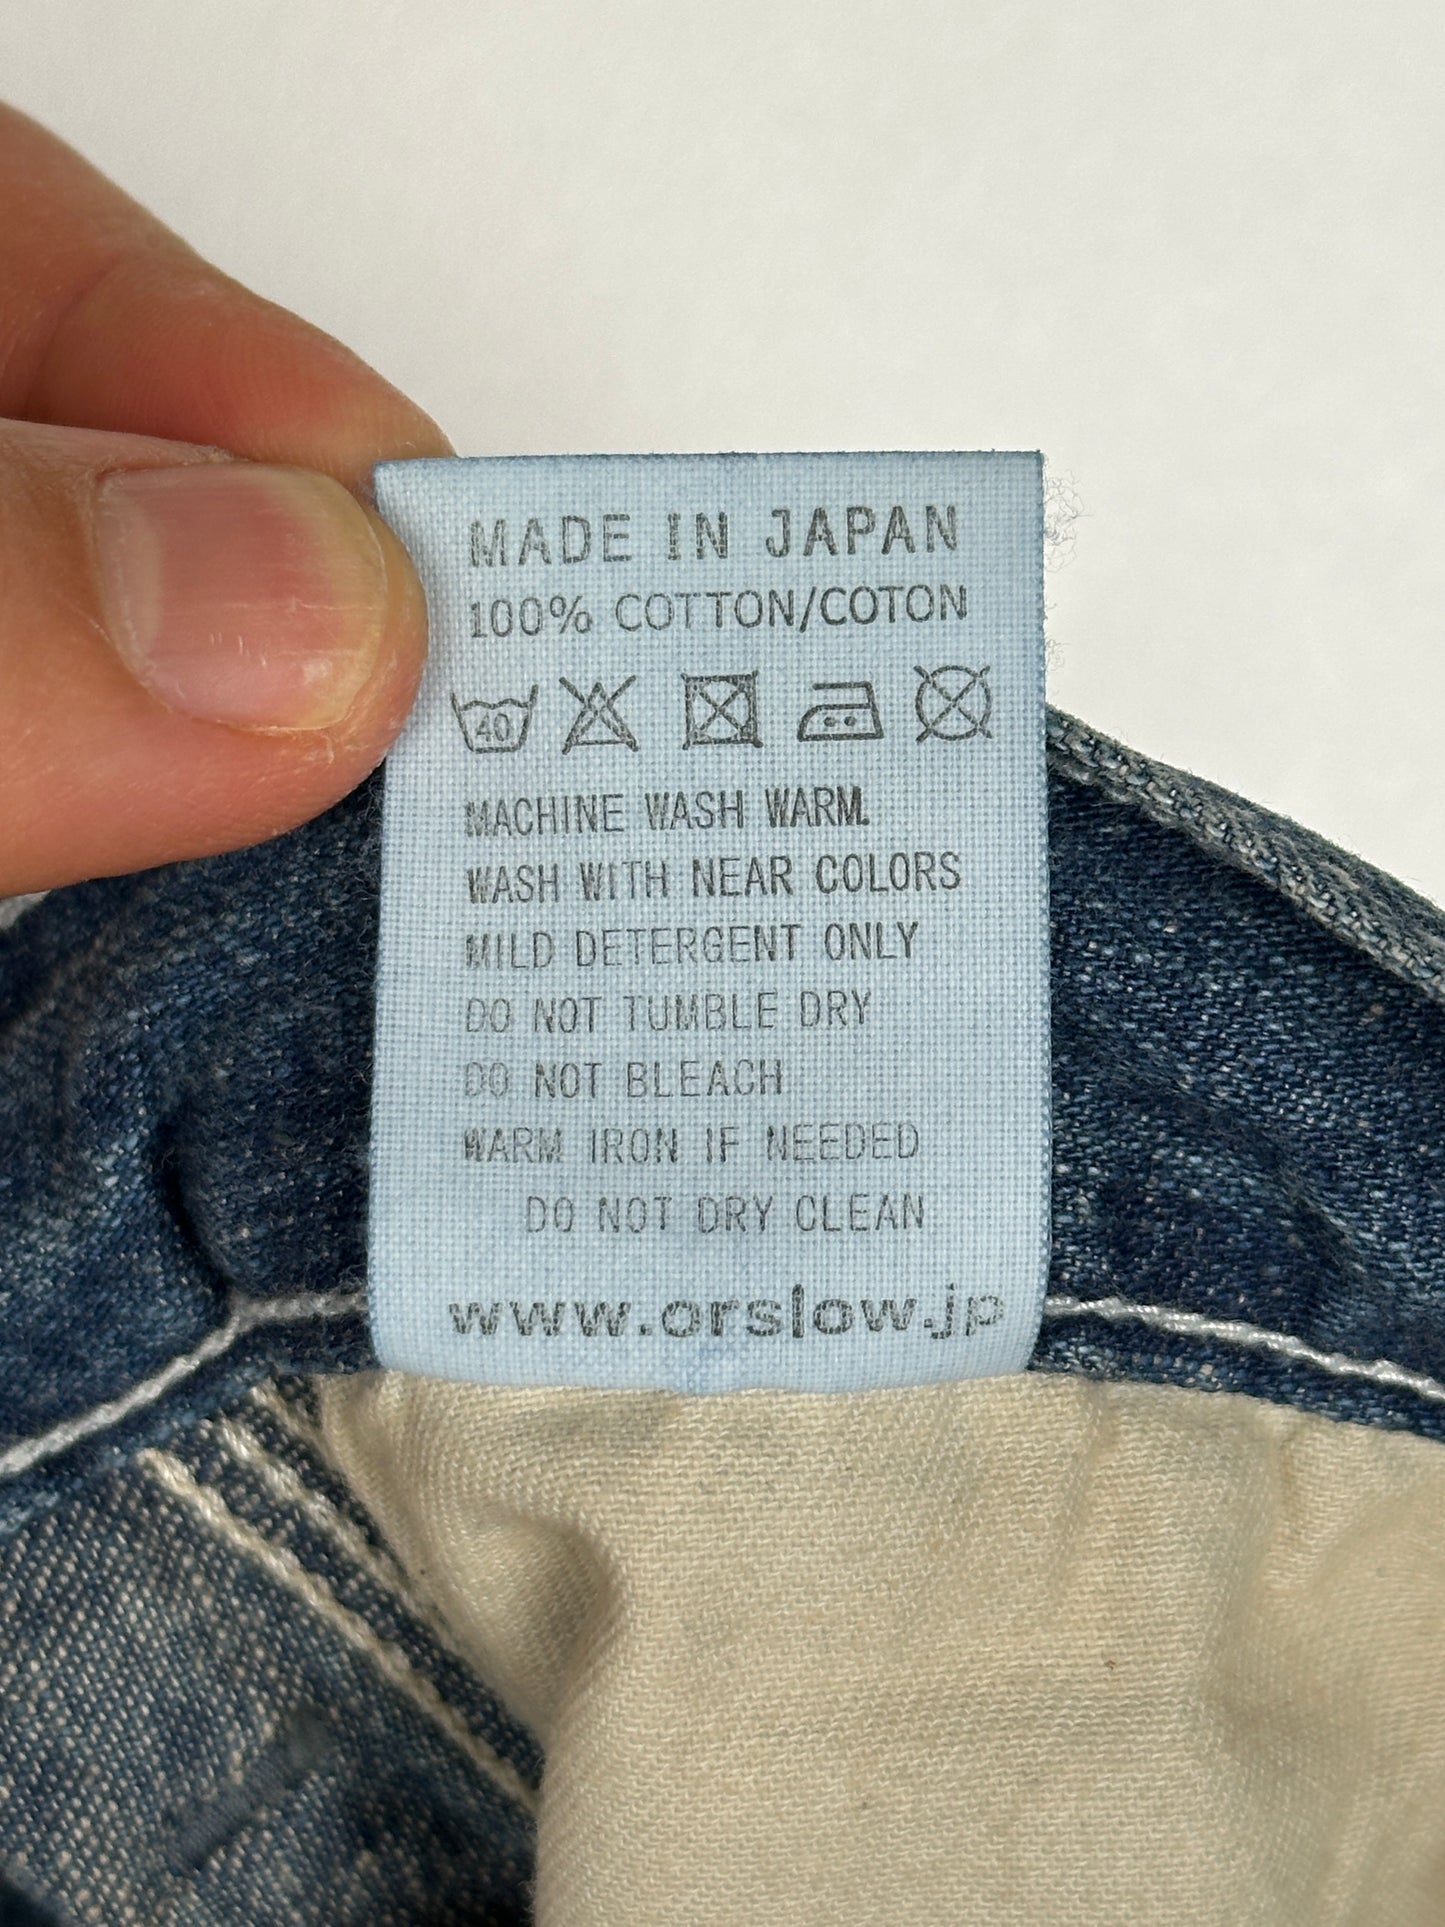 MADE IN JAPAN
100% COTTON/COTON
40
MACHINE WASH WARM.
WASH WITH NEAR COLORS
MILD DETERGENT ONLY
DO NOT TUMBLE DRY
DO NOT BLEACH
WARM IRON IF NEEDED
DO NOT DRY CLEAN
www.orslow.jp